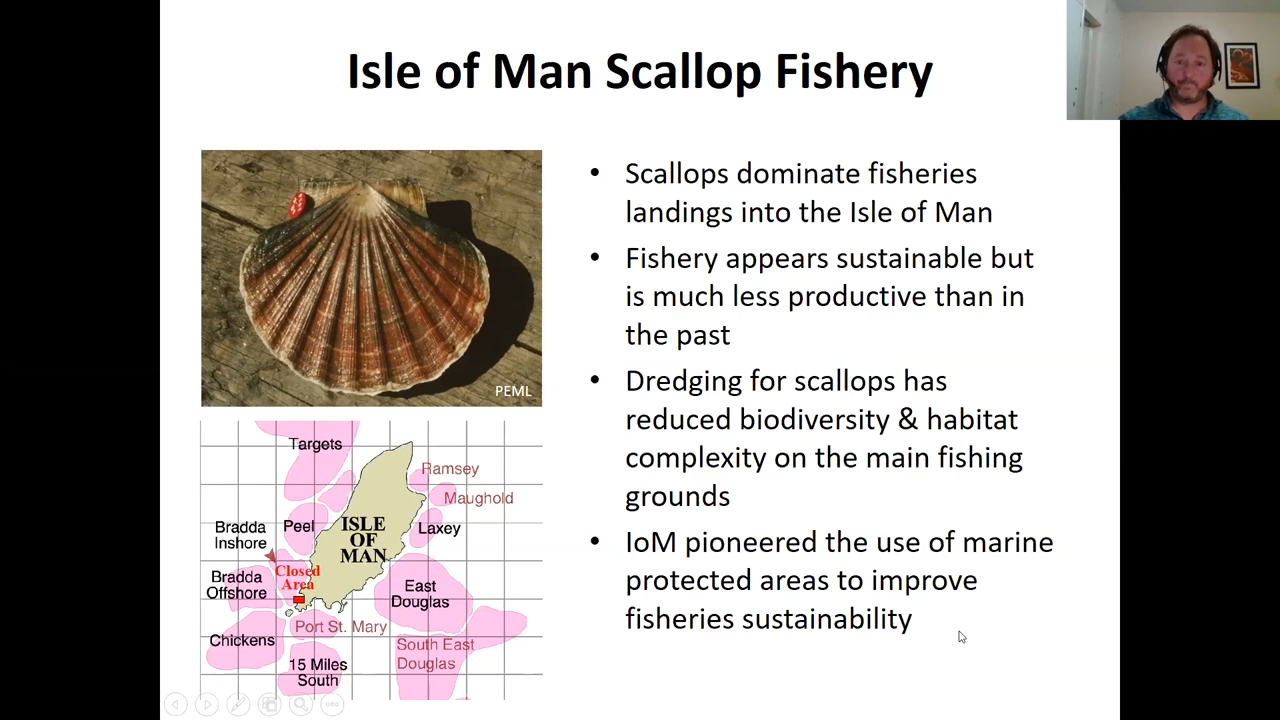 Isle of Man Scallop Fishery
PEML
• Scallops dominate fisheries
landings into the Isle of Man
• Fishery appears sustainable but
is much less productive than in
the past
• Dredging for scallops has
reduced biodiversity & habitat
complexity on the main fishing
grounds
• IoM pioneered the use of marine
protected areas to improve
fisheries sustainability
Targets
Ramsey
Maughold
Peel
ISLE
OF
MAN
Laxey
Bradda
Inshore
Closed
Area
Bradda
Offshore
East
Douglas
Port St. Mary
Chickens
South East
Douglas
15 Miles
South